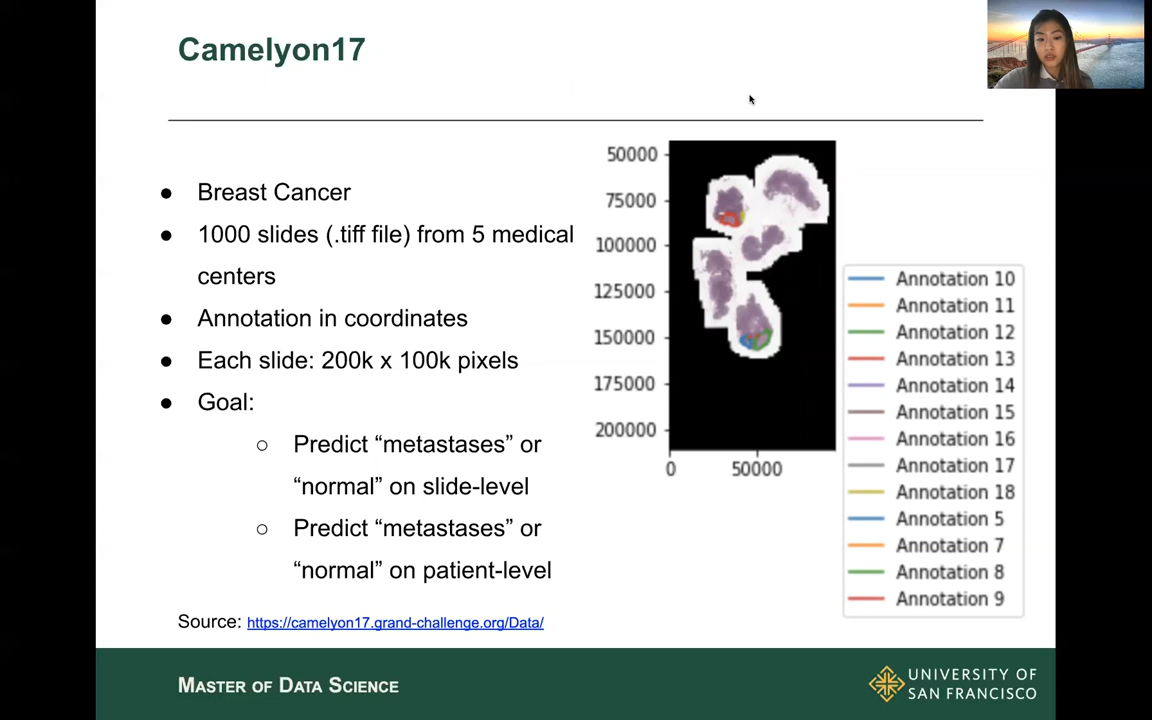 Camelyon17
● Breast Cancer
● 1000 slides (.tiff file) from 5 medical
centers
● Annotation in coordinates
● Each slide: 200k x 100k pixels
● Goal:
○ Predict “metastases” or
“normal” on slide-level
○ Predict “metastases” or
“normal” on patient-level
Source: https://camelyon17.grand-challenge.org/Data/
50000
75000
100000
125000
150000
175000
200000
0 50000
Annotation 10
Annotation 11
Annotation 12
Annotation 13
Annotation 14
Annotation 15
Annotation 16
Annotation 17
Annotation 18
Annotation 5
Annotation 7
Annotation 8
Annotation 9
MASTER OF DATA SCIENCE
UNIVERSITY OF
SAN FRANCISCO